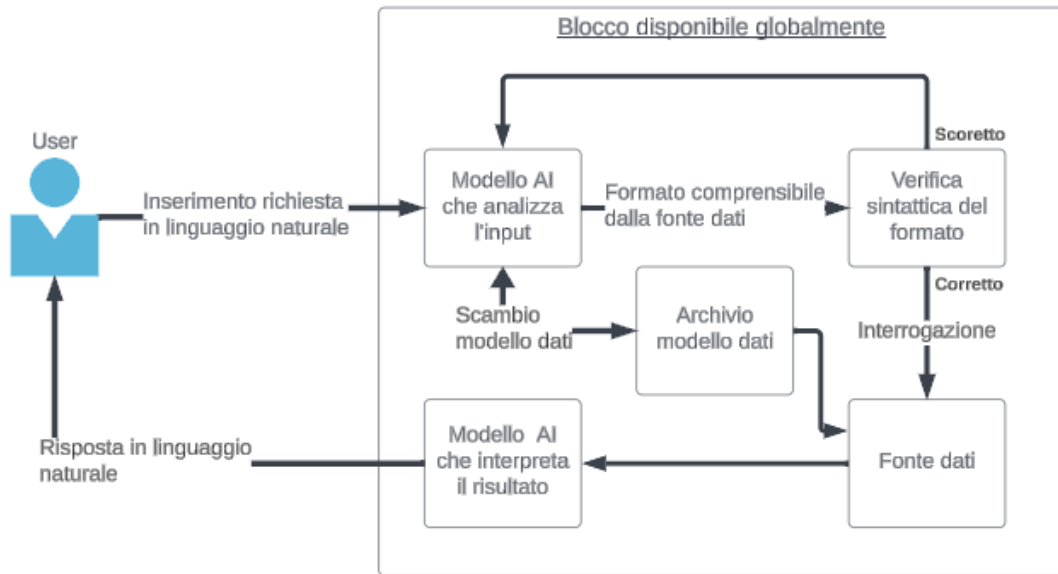 Blocco disponibile globalmente
User
Scoretto
Inserimento richiesta
in linguaggio naturale
Modello AI
che analizza
l'input
Formato comprensibile
dalla fonte dati
Verifica
sintattica del
formato
Corretto
Scambio
modello dati
Archivio
modello dati
Interrogazione
Risposta in linguaggio
naturale
Modello AI
che interpreta
il risultato
Fonte dati